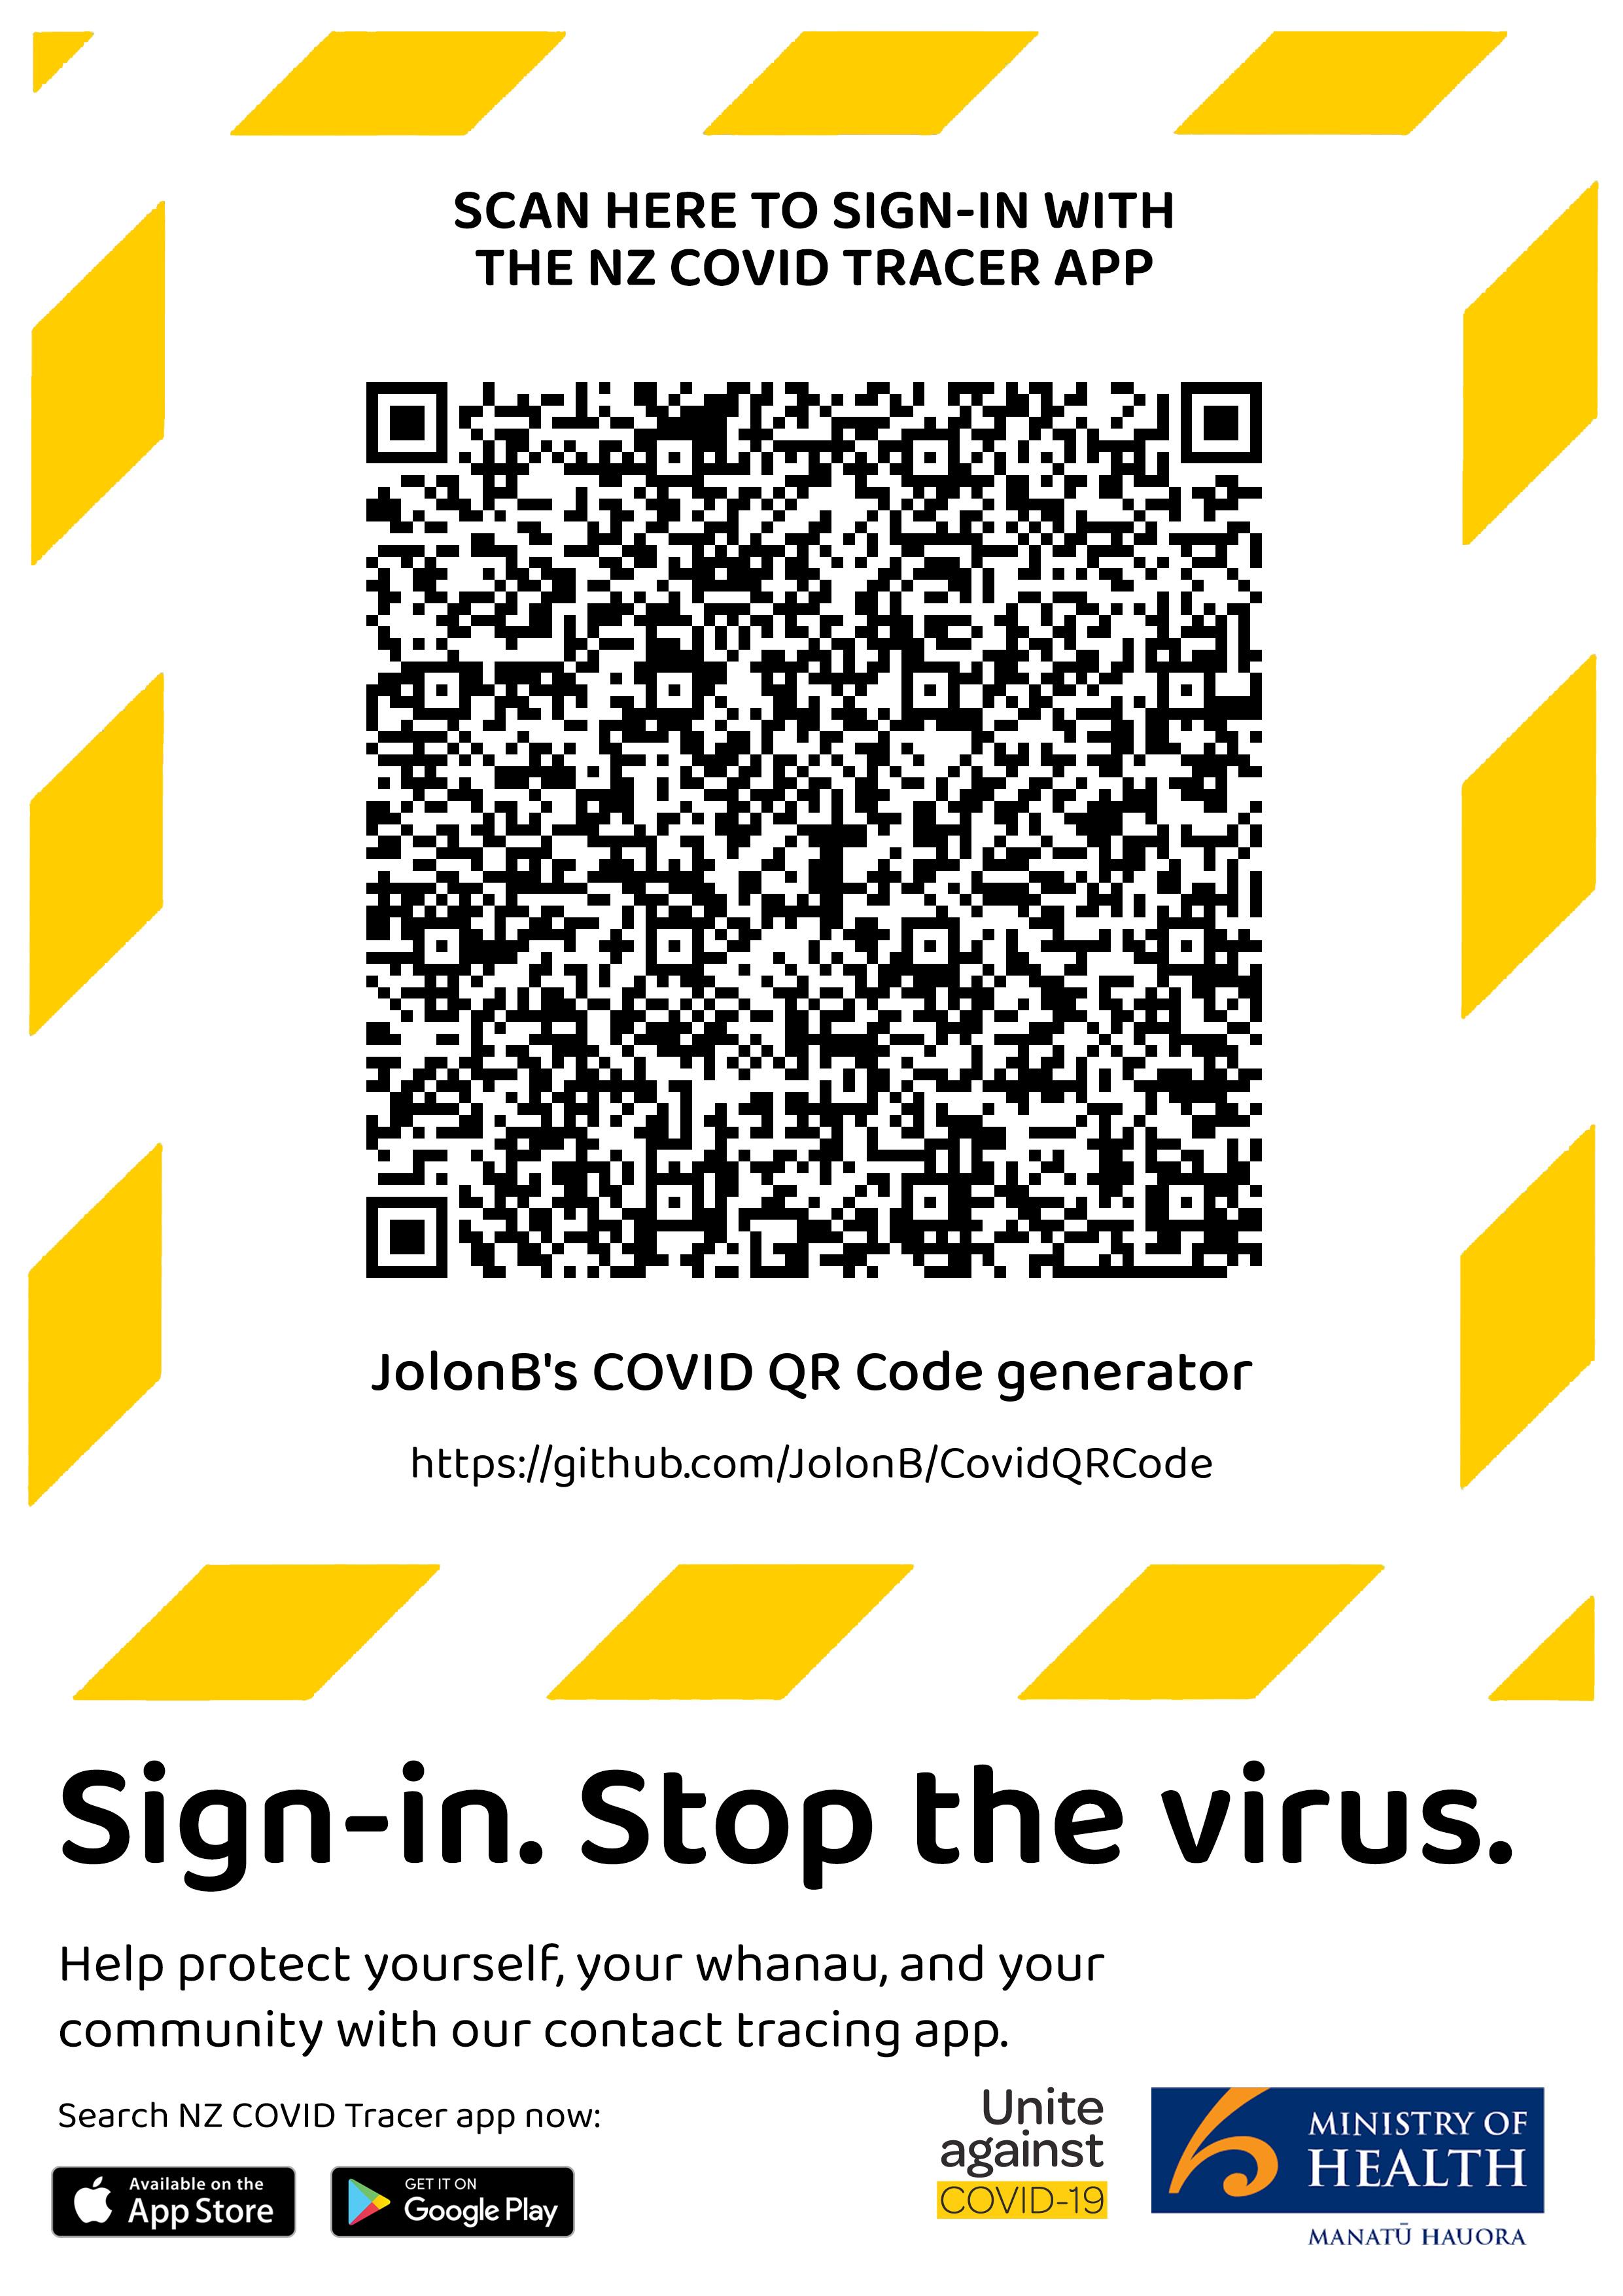 SCAN HERE TO SIGN-IN WITH
THE NZ COVID TRACER APP
JolonB's COVID QR Code generator
https://github.com/JolonB/CovidQRCode
Sign-in. Stop the virus.
Help protect yourself, your whanau, and your
community with our contact tracing app.
Search NZ COVID Tracer app now:
Available on the
App Store
GET IT ON
Google Play
Unite
against
COVID-19
MINISTRY OF
HEALTH
MANATŪ HAUORA